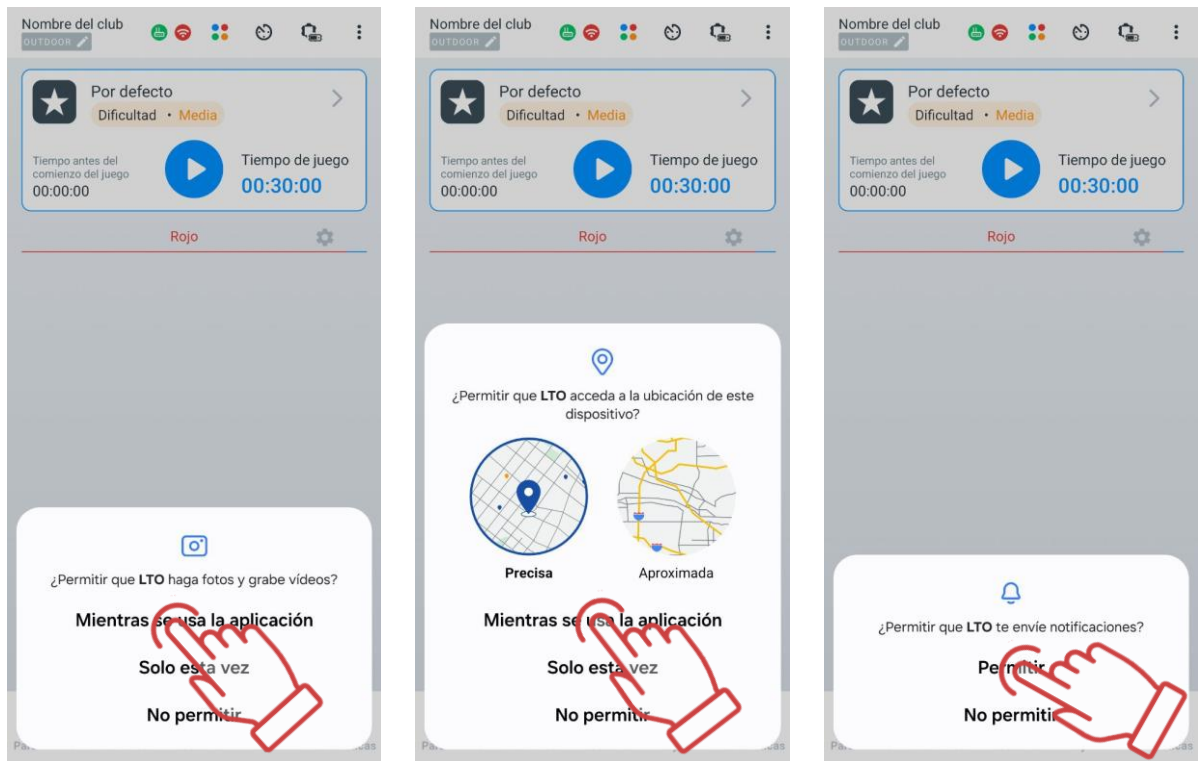 Nombre del club
OUTDOOR
Por defecto
Dificultad • Media
Tiempo antes del
comienzo del juego
00:00:00
Tiempo de juego
00:30:00
Rojo
¿Permitir que LTO haga fotos y grabe vídeos?
Mientras se usa la aplicación
Solo esta vez
No permitir
Nombre del club
OUTDOOR
Por defecto
Dificultad • Media
Tiempo antes del
comienzo del juego
00:00:00
Tiempo de juego
00:30:00
Rojo
¿Permitir que LTO acceda a la ubicación de este
dispositivo?
Precisa
Aproximada
Mientras se usa la aplicación
Solo esta vez
No permitir
Nombre del club
OUTDOOR
Por defecto
Dificultad • Media
Tiempo antes del
comienzo del juego
00:00:00
Tiempo de juego
00:30:00
Rojo
¿Permitir que LTO te envíe notificaciones?
Permitir
No permitir